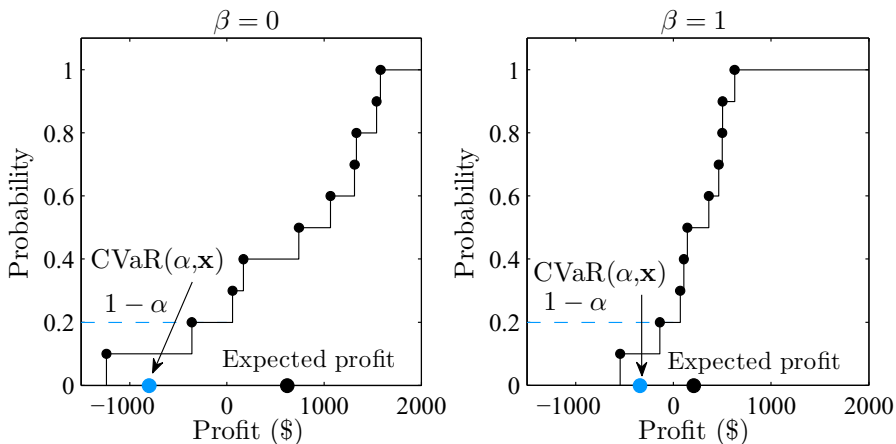 β = 0
Probability
1
0.8
0.6
0.4
0.2
0
CVaR(α,x)
1 − α
Expected profit
−1000
0
1000
2000
Profit ($)
β = 1
Probability
1
0.8
0.6
0.4
0.2
0
CVaR(α,x)
1 − α
Expected profit
−1000
0
1000
2000
Profit ($)